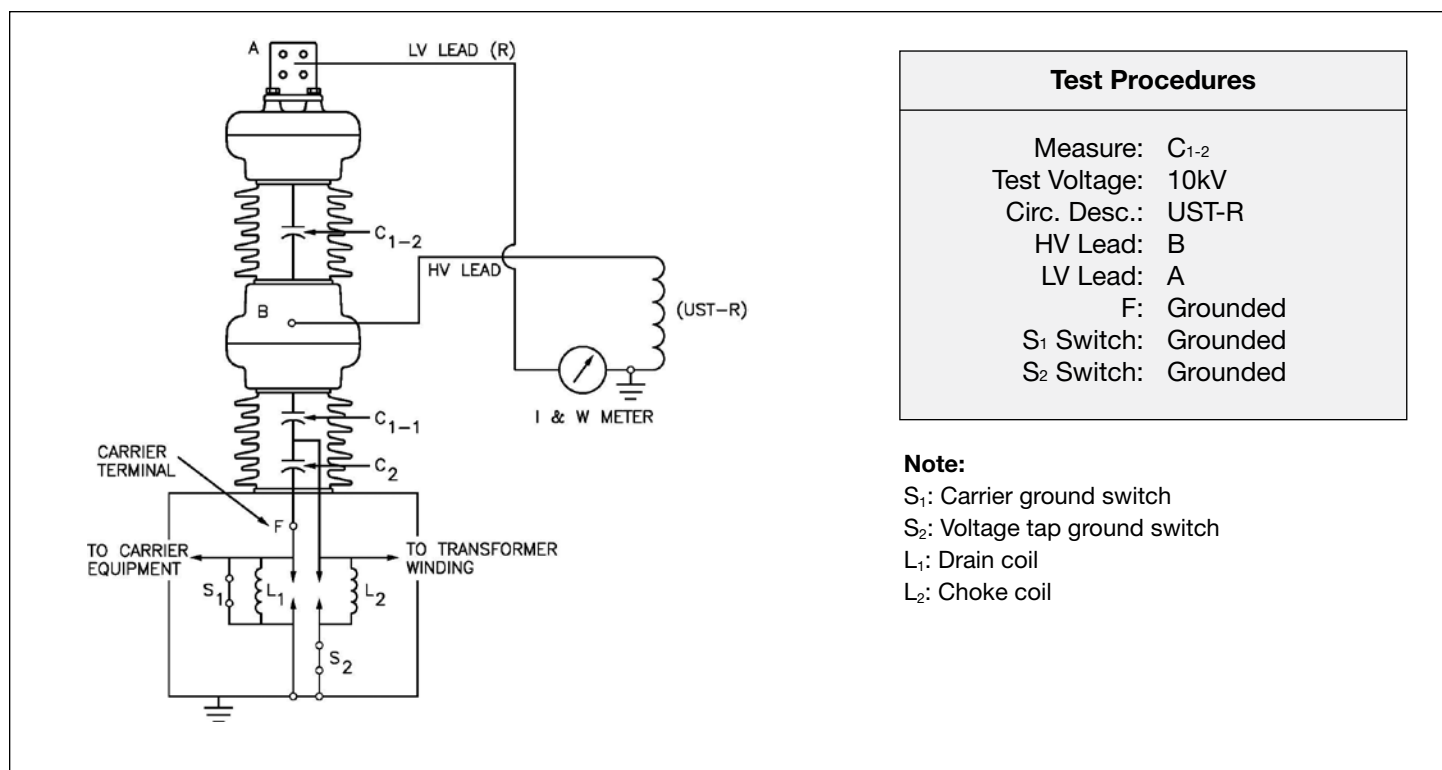 A
LV LEAD (R)
C1-2
HV LEAD
B
(UST-R)
I & W METER
C1-1
C2
CARRIER
TERMINAL
F
TO CARRIER
EQUIPMENT
TO TRANSFORMER
WINDING
S1
L1
L2
S2
Test Procedures
Measure: C1-2
Test Voltage: 10kV
Circ. Desc.: UST-R
HV Lead: B
LV Lead: A
F: Grounded
S1 Switch: Grounded
S2 Switch: Grounded
Note:
S1: Carrier ground switch
S2: Voltage tap ground switch
L1: Drain coil
L2: Choke coil